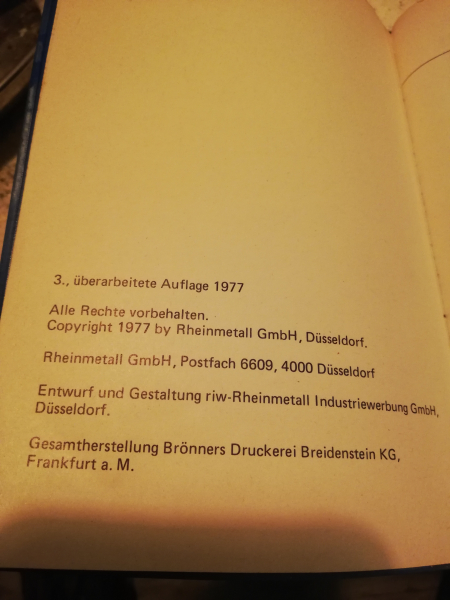 3., überarbeitete Auflage 1977
Alle Rechte vorbehalten.
Copyright 1977 by Rheinmetall GmbH, Düsseldorf.
Rheinmetall GmbH, Postfach 6609, 4000 Düsseldorf
Entwurf und Gestaltung riw-Rheinmetall Industriewerbung GmbH,
Düsseldorf.
Gesamtherstellung Brönners Druckerei Breidenstein KG,
Frankfurt a. M.